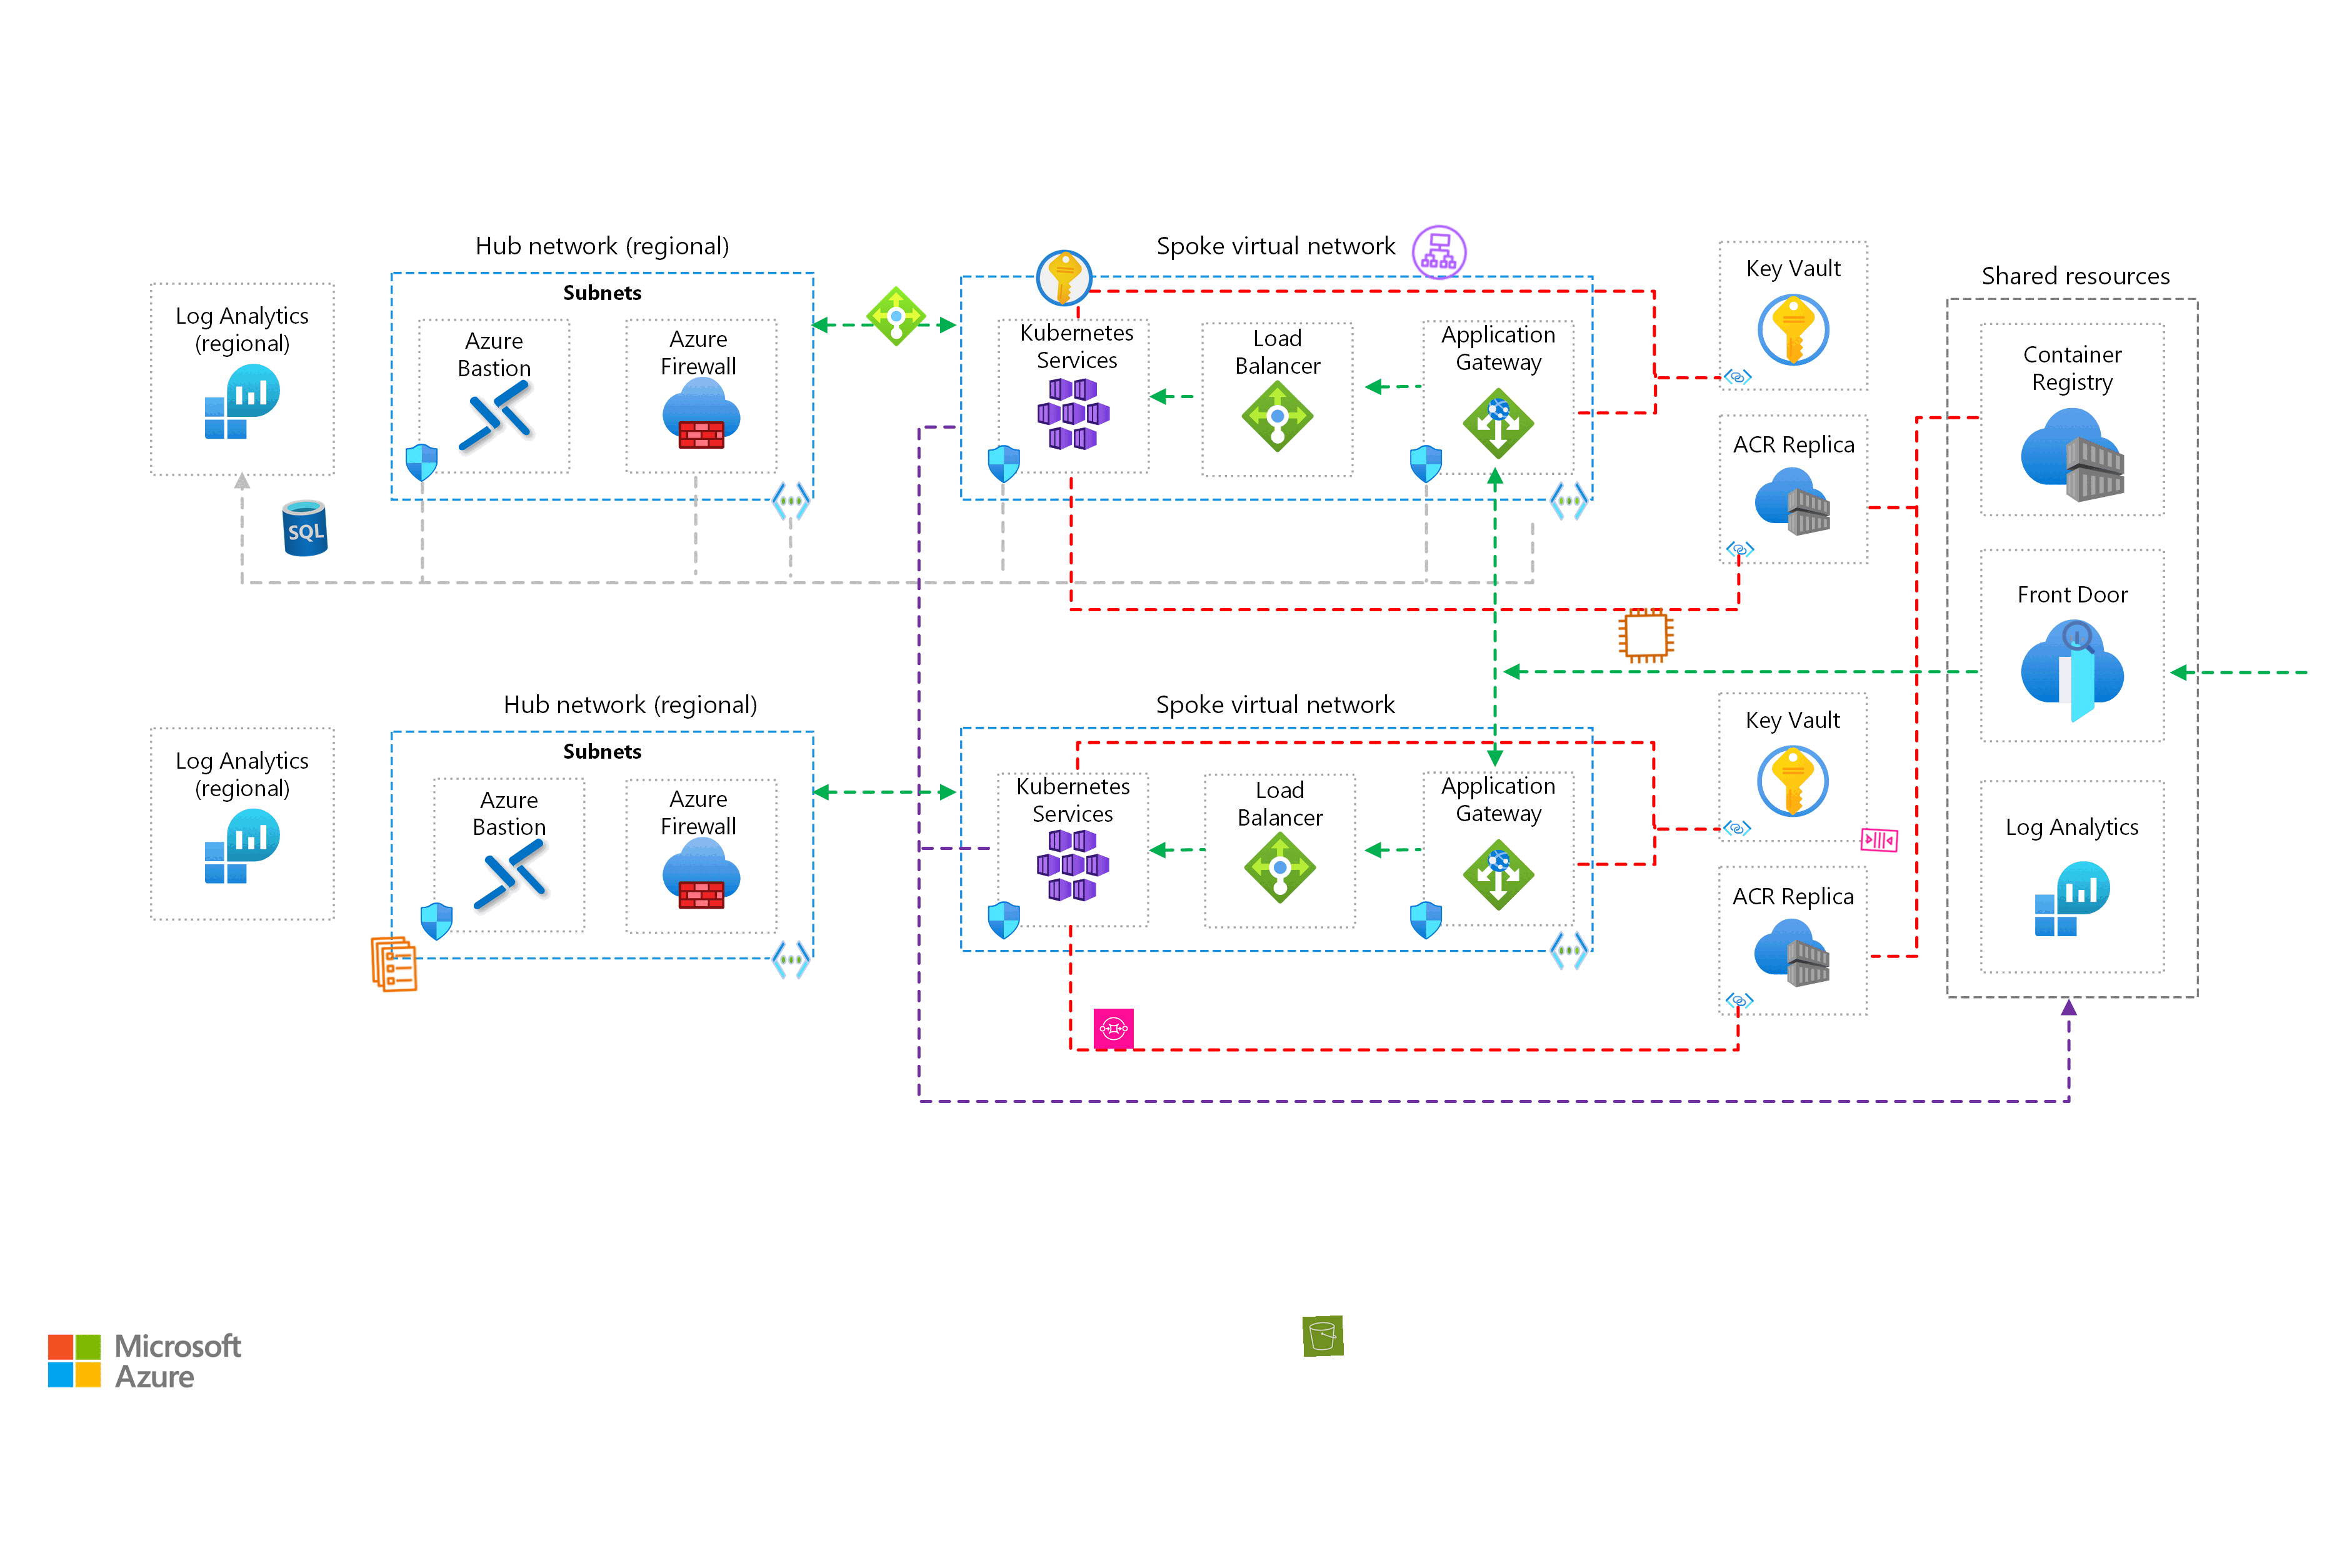 Hub network (regional)
Spoke virtual network
Log Analytics
(regional)
Subnets
Azure
Bastion
Azure
Firewall
SQL
Kubernetes
Services
Load
Balancer
Application
Gateway
Key Vault
ACR Replica
Shared resources
Container
Registry
Front Door
Log Analytics
Hub network (regional)
Spoke virtual network
Log Analytics
(regional)
Subnets
Azure
Bastion
Azure
Firewall
Kubernetes
Services
Load
Balancer
Application
Gateway
Key Vault
ACR Replica
Microsoft
Azure